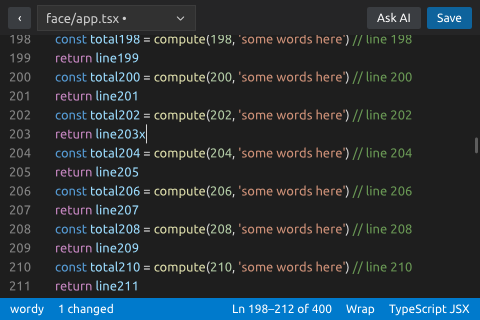 ‹ face/app.tsx • Ask AI Save
198 const total198 = compute(198, 'some words here') // line 198
199 return line199
200 const total200 = compute(200, 'some words here') // line 200
201 return line201
202 const total202 = compute(202, 'some words here') // line 202
203 return line203x
204 const total204 = compute(204, 'some words here') // line 204
205 return line205
206 const total206 = compute(206, 'some words here') // line 206
207 return line207
208 const total208 = compute(208, 'some words here') // line 208
209 return line209
210 const total210 = compute(210, 'some words here') // line 210
211 return line211
wordy 1 changed Ln 198–212 of 400 Wrap TypeScript JSX